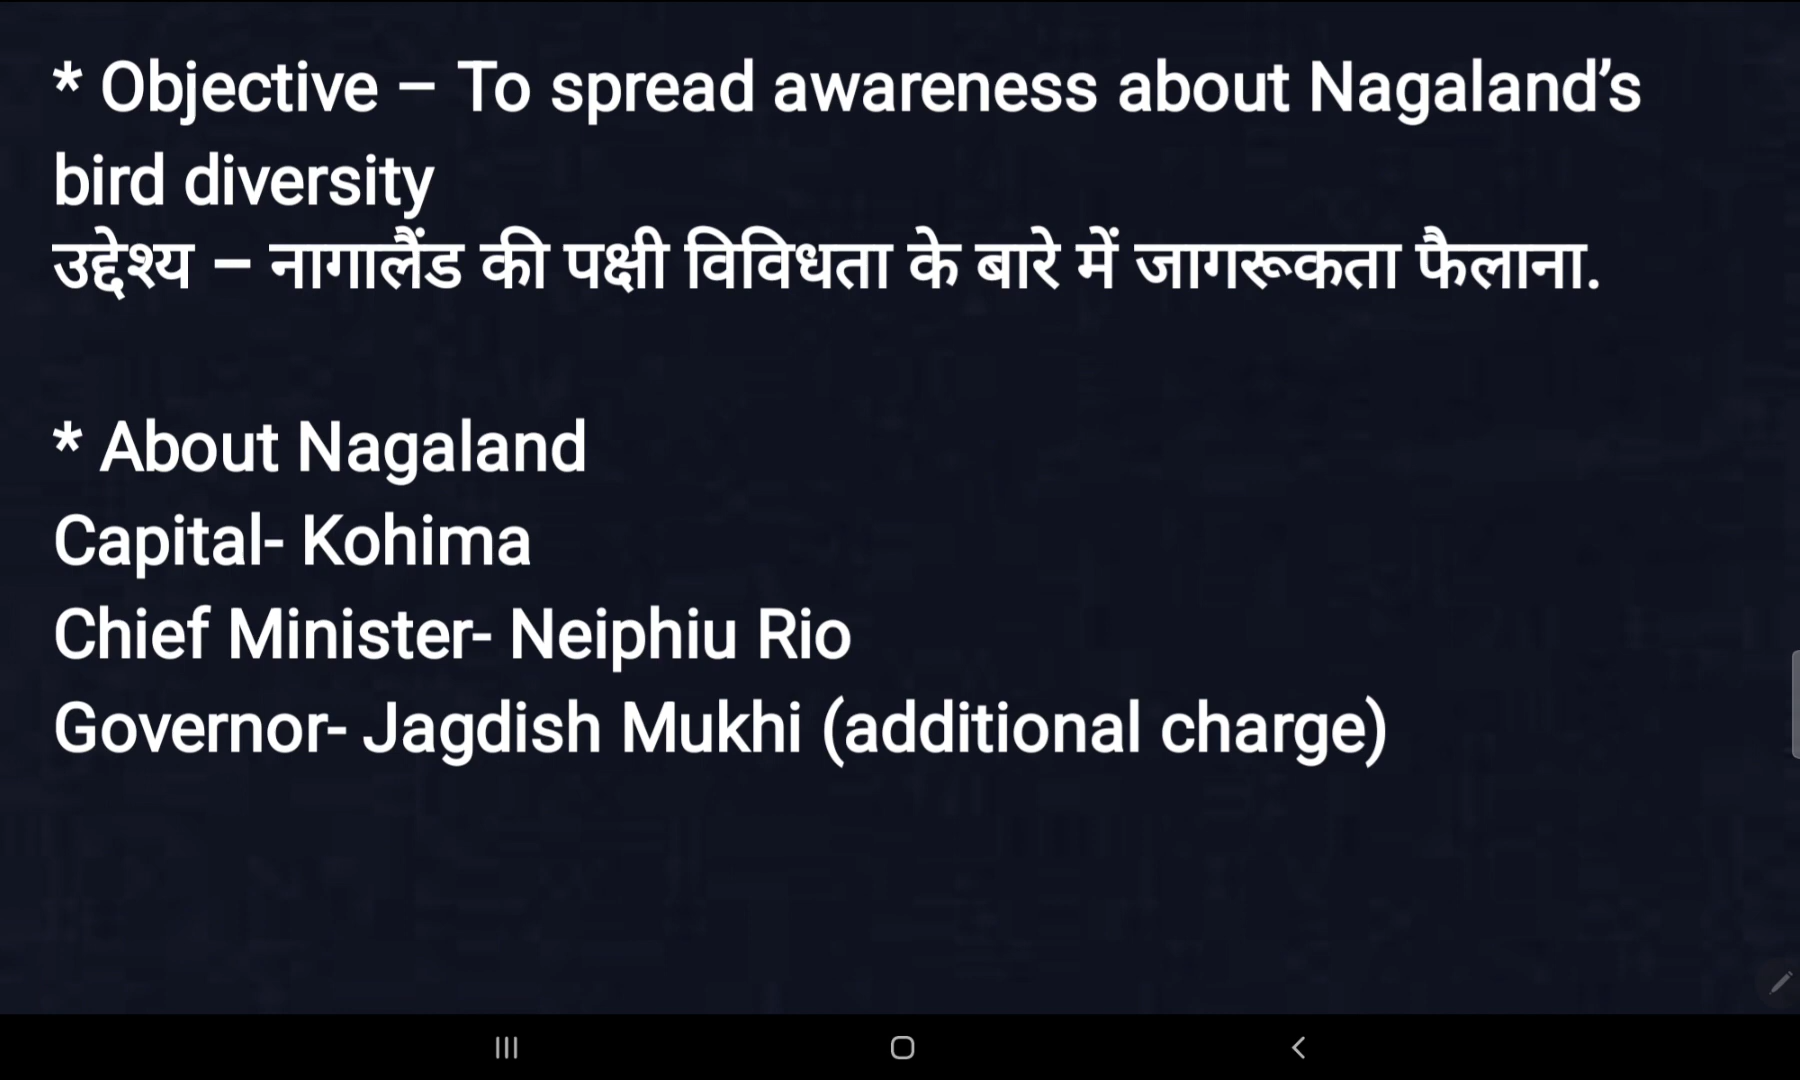 * Objective – To spread awareness about Nagaland’s
bird diversity
उद्देश्य – नागालैंड की पक्षी विविधता के बारे में जागरूकता फैलाना.
* About Nagaland
Capital- Kohima
Chief Minister- Neiphiu Rio
Governor- Jagdish Mukhi (additional charge)